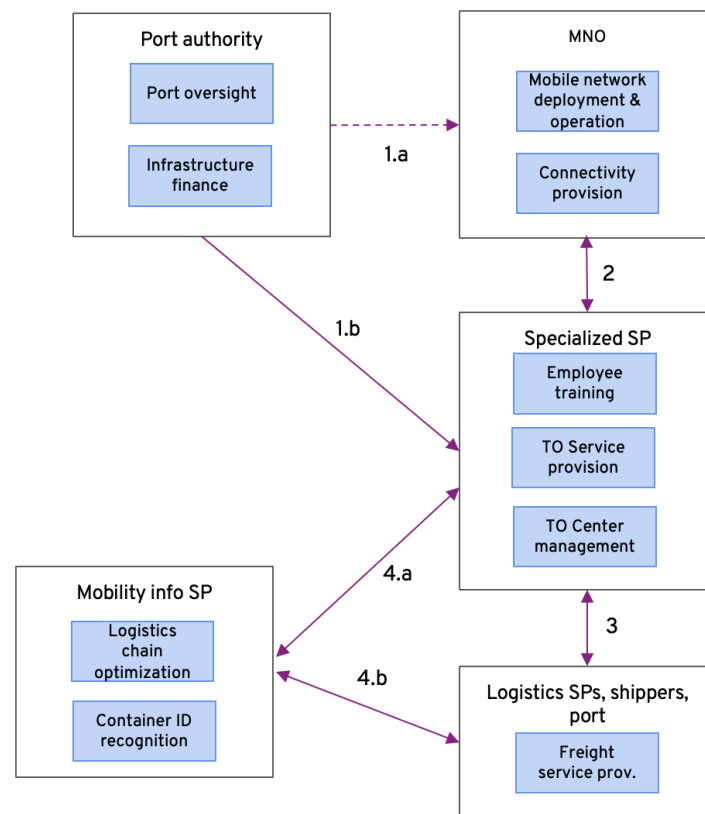 Port authority
Port oversight
Infrastructure
finance
1.a
MNO
Mobile network
deployment &
operation
Connectivity
provision
2
1.b
Specialized SP
Employee
training
TO Service
provision
TO Center
management
4.a
3
Mobility info SP
Logistics
chain
optimization
Container ID
recognition
4.b
Logistics SPs, shippers,
port
Freight
service prov.